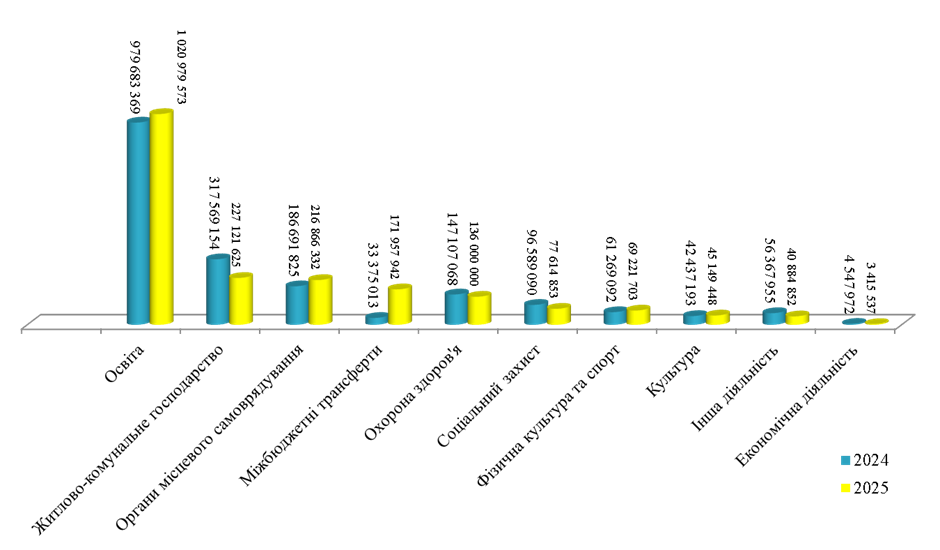 979 683 369
1 020 979 573
317 569 154
227 121 625
186 691 825
216 866 332
33 375 013
171 957 942
147 107 068
136 000 000
96 589 090
77 614 853
61 269 092
69 221 703
42 437 193
45 149 448
56 367 955
40 884 852
4 547 972
3 415 537
Освіта
Житлово-комунальне господарство
Органи місцевого самоврядування
Міжбюджетні трансферти
Охорона здоров'я
Соціальний захист
Фізична культура та спорт
Культура
Інша діяльність
Економічна діяльність
2024
2025